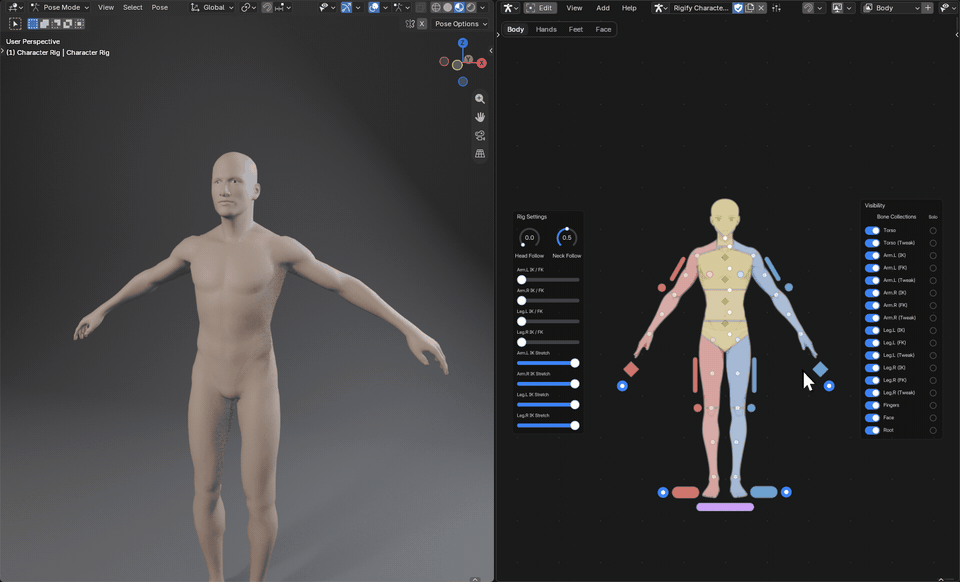 Pose Mode View Select Pose Global
Pose Options
User Perspective
(1) Character Rig | Character Rig
Z
X
Edit View Add Help Rigify Characte... Body
Body Hands Feet Face
Rig Settings
0.0 0.5
Head Follow Neck Follow
Arm.L IK / FK
Arm.R IK / FK
Leg.L IK / FK
Leg.R IK / FK
Arm.L IK Stretch
Arm.R IK Stretch
Leg.L IK Stretch
Leg.R IK Stretch
Visibility
Bone Collections Solo
Torso
Torso (Tweak)
Arm.L (IK)
Arm.L (FK)
Arm.L (Tweak)
Arm.R (IK)
Arm.R (FK)
Arm.R (Tweak)
Leg.L (IK)
Leg.L (FK)
Leg.L (Tweak)
Leg.R (IK)
Leg.R (FK)
Leg.R (Tweak)
Fingers
Face
Root